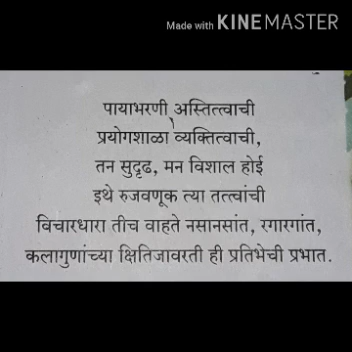 Made with KINEMASTER
पायाभरणी अस्तित्त्वाची
प्रयोगशाळा व्यक्तित्वाची,
तन सुदृढ, मन विशाल होई
इथे रुजवणूक त्या तत्त्वांची
विचारधारा तीच वाहते नसानसांत, रगारगांत,
कलागुणांच्या क्षितिजावरती ही प्रतिभेची प्रभात.